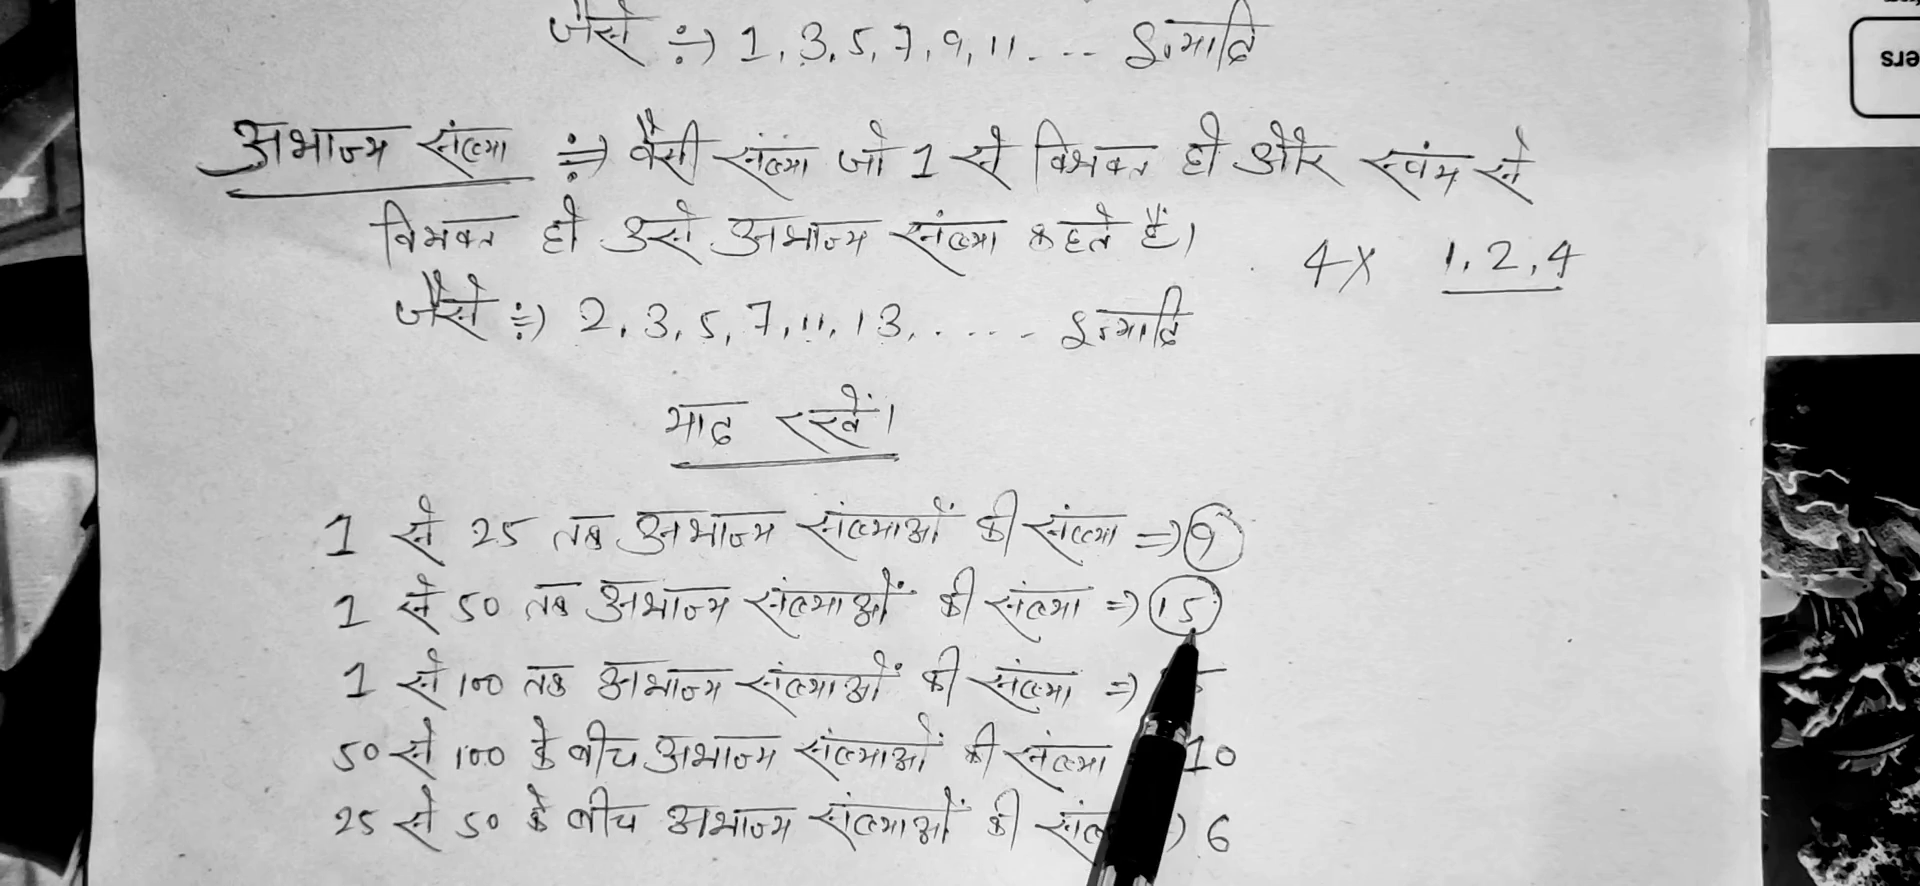 जैसे ÷) 1, 3, 5, 7, 9, 11. -- इत्यादि
ers
अभाज्य संख्या ÷⇒ वैसी संख्या जो 1 से विभक्त हो और स्वंय से
विभक्त हो उसे अभाज्य संख्या कहते हैं।
4× 1, 2, 4
जैसे ÷) 2, 3, 5, 7, 11, 13, . . - - - इत्यादि
याद रखें।
1 से 25 तक अभाज्य संख्याओं की संख्या ⇒ 9
1 से 50 तक अभाज्य संख्याओं की संख्या ⇒ 15
1 से 100 तक अभाज्य संख्याओं की संख्या ⇒
50 से 100 के बीच अभाज्य संख्याओं की संख्या 10
25 से 50 के बीच अभाज्य संख्याओं की ) 6